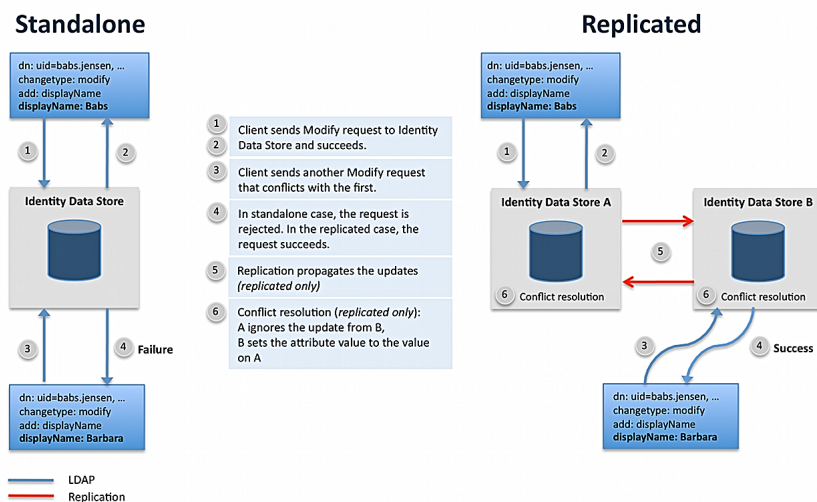 Standalone
Replicated
dn: uid=babs.jensen, ...
changetype: modify
add: displayName
displayName: Babs
1
2
Identity Data Store
3
4
Failure
dn: uid=babs.jensen, ...
changetype: modify
add: displayName
displayName: Barbara
LDAP
Replication
1
2
Client sends Modify request to Identity
Data Store and succeeds.
3
Client sends another Modify request
that conflicts with the first.
4
In standalone case, the request is
rejected. In the replicated case, the
request succeeds.
5
Replication propagates the updates
(replicated only)
6
Conflict resolution (replicated only):
A ignores the update from B,
B sets the attribute value to the value
on A
dn: uid=babs.jensen, ...
changetype: modify
add: displayName
displayName: Babs
1
2
Identity Data Store A
6
Conflict resolution
5
Identity Data Store B
6
Conflict resolution
3
4
Success
dn: uid=babs.jensen, ...
changetype: modify
add: displayName
displayName: Barbara